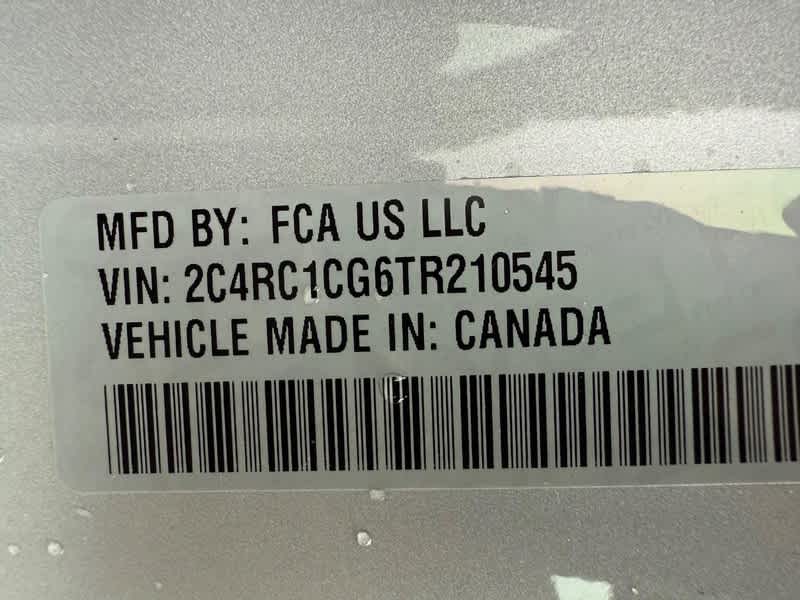 MFD BY: FCA US LLC
VIN: 2C4RC1CG6TR210545
VEHICLE MADE IN: CANADA